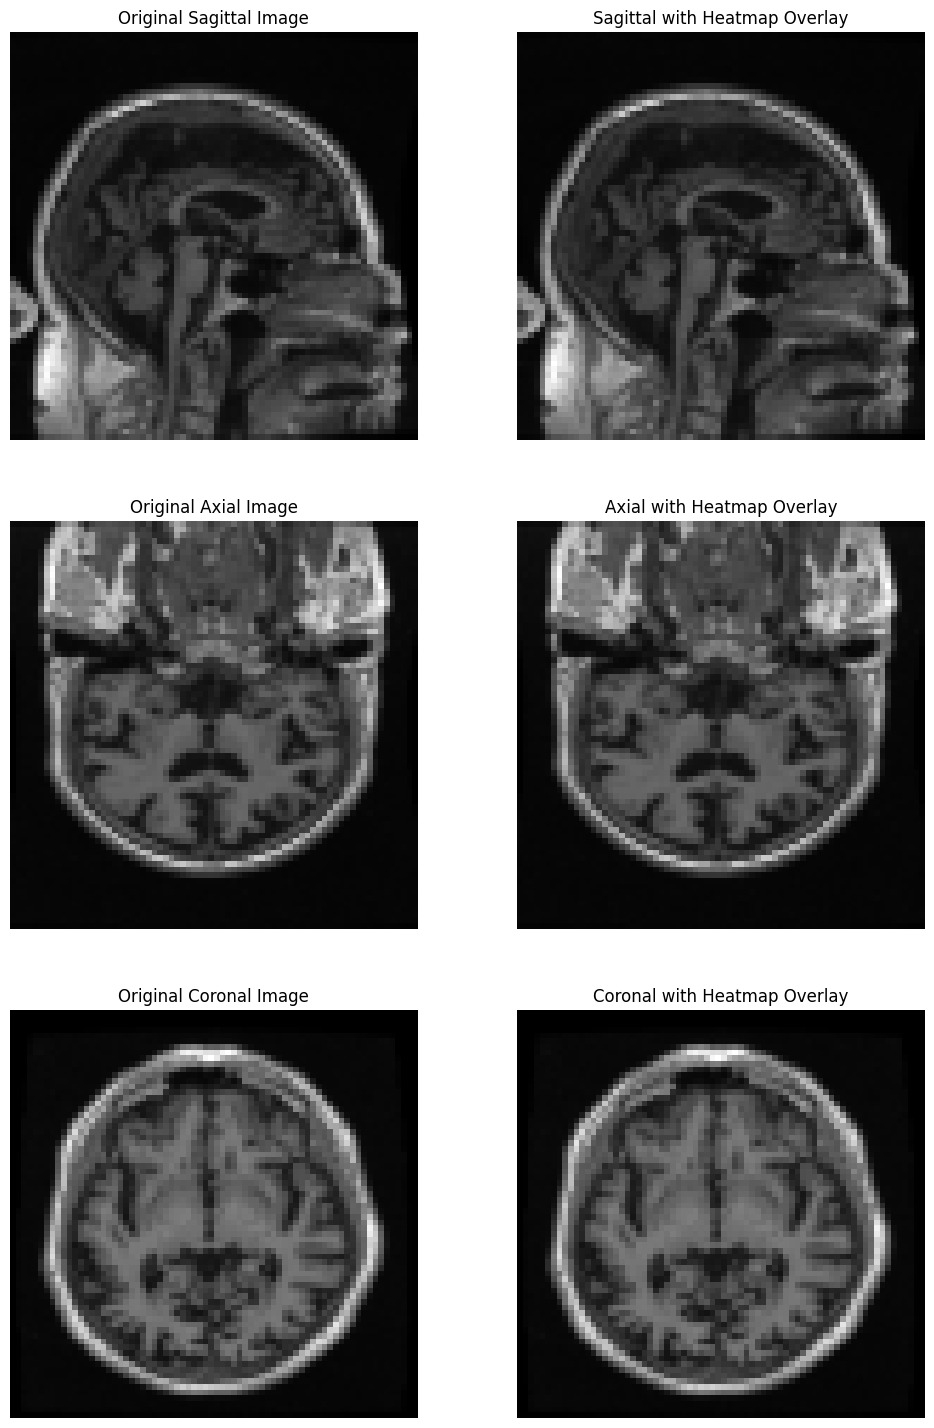 Original Sagittal Image
Sagittal with Heatmap Overlay
Original Axial Image
Axial with Heatmap Overlay
Original Coronal Image
Coronal with Heatmap Overlay